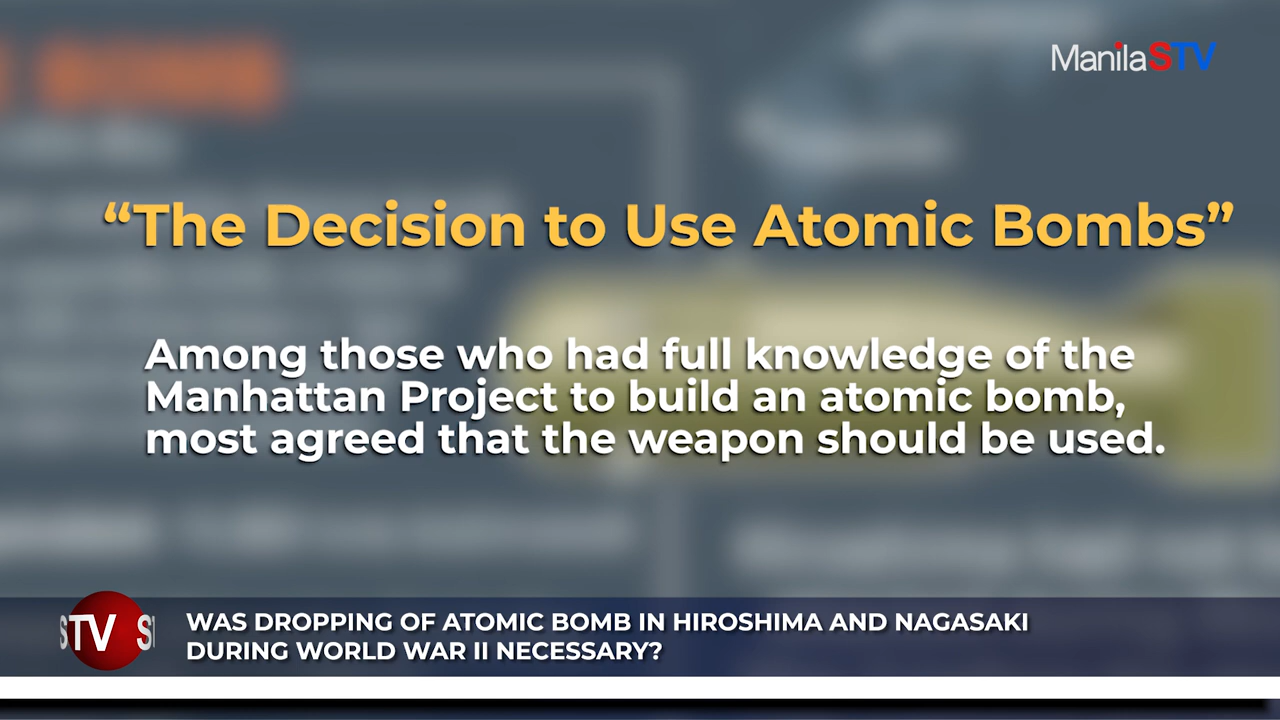 ManilaSTV
“The Decision to Use Atomic Bombs”
Among those who had full knowledge of the
Manhattan Project to build an atomic bomb,
most agreed that the weapon should be used.
STV S
WAS DROPPING OF ATOMIC BOMB IN HIROSHIMA AND NAGASAKI
DURING WORLD WAR II NECESSARY?